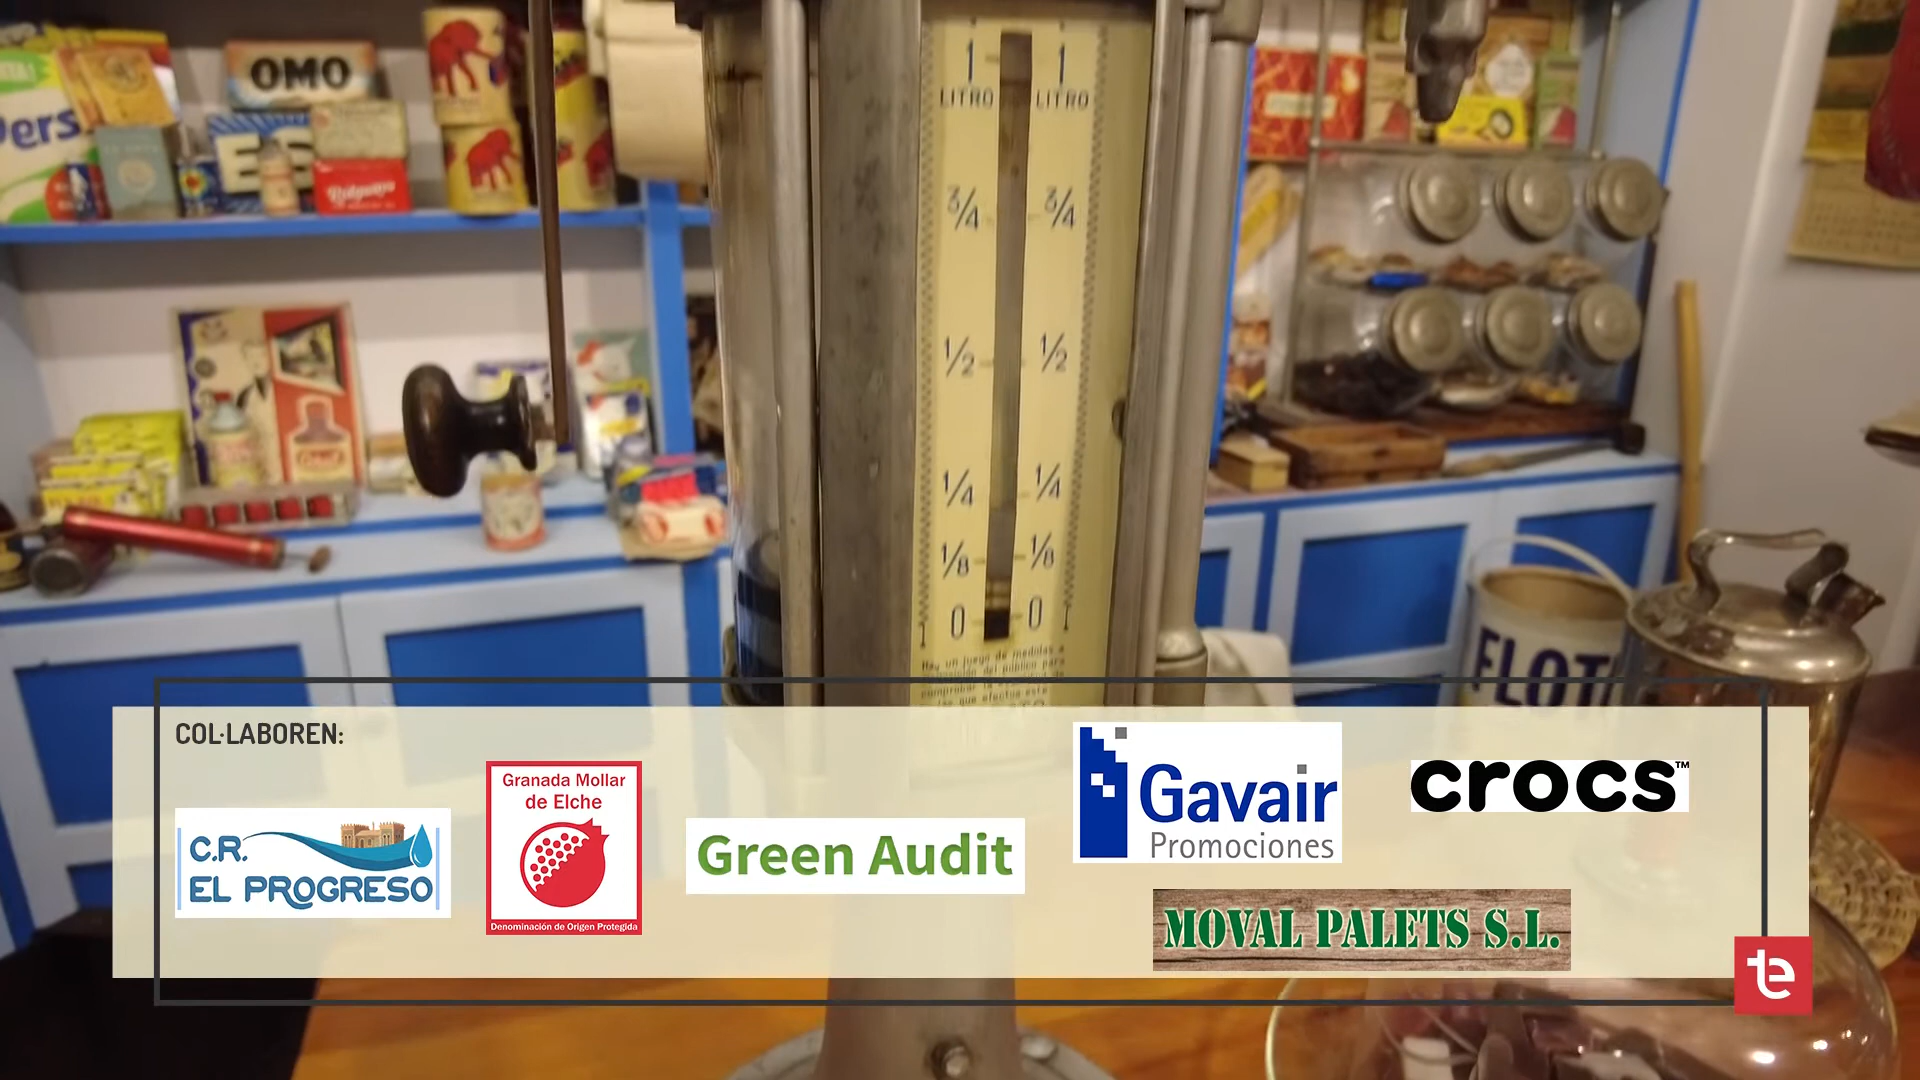 OMO
Pers
1 1
LITRO LITRO
3/4 3/4
1/2 1/2
1/4 1/4
1/8 1/8
0 0
FLOT
COL·LABOREN:
C.R.
EL PROGRESO
Granada Mollar
de Elche
Denominación de Origen Protegida
Green Audit
Gavair
Promociones
crocs™
MOVAL PALETS S.L.
te